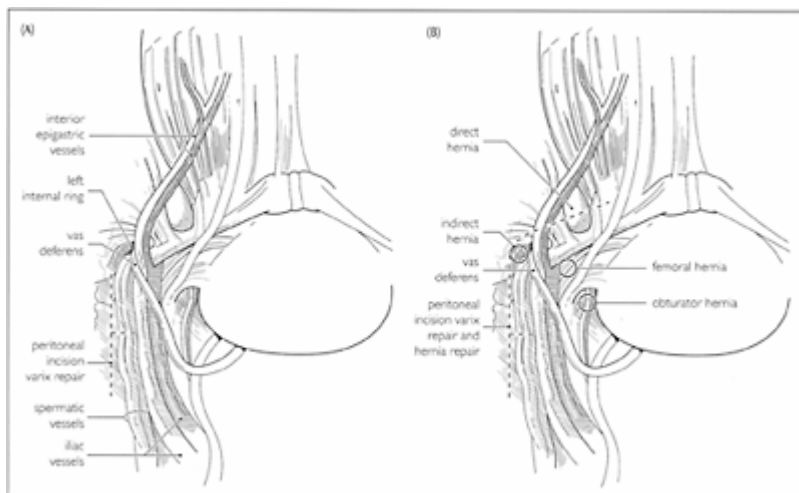 (A)
interior
epigastric
vessels
left
internal ring
vas
deferens
peritoneal
incision
varix repair
spermatic
vessels
iliac
vessels
(B)
direct
hernia
indirect
hernia
vas
deferens
peritoneal
incision varix
repair and
hernia repair
femoral hernia
obturator hernia